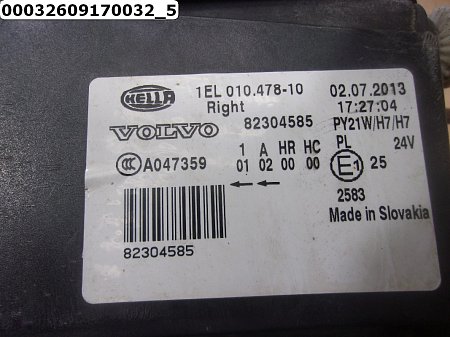 00032609170032_5
HELLA 1EL 010.478-10 02.07.2013
Right 17:27:04
VOLVO 82304585 PY21W/H7/H7
1 A HR HC PL 24V
CCC A047359 01 02 00 00 E1 25
2583
Made in Slovakia
82304585